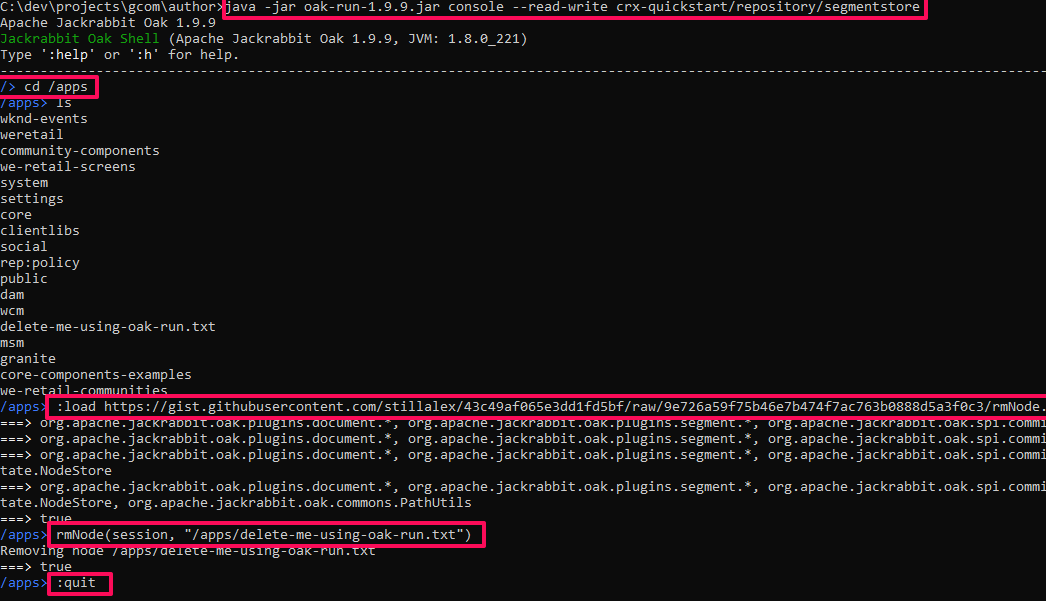 C:\dev\projects\gcom\author>java -jar oak-run-1.9.9.jar console --read-write crx-quickstart/repository/segmentstore
Apache Jackrabbit Oak 1.9.9
Jackrabbit Oak Shell (Apache Jackrabbit Oak 1.9.9, JVM: 1.8.0_221)
Type ':help' or ':h' for help.
-----------------------------------------------------------------------------------------------------------------------------------
/> cd /apps
/apps> ls
wknd-events
weretail
community-components
we-retail-screens
system
settings
core
clientlibs
social
rep:policy
public
dam
wcm
delete-me-using-oak-run.txt
msm
granite
core-components-examples
we-retail-communities
/apps> :load https://gist.githubusercontent.com/stillalex/43c49af065e3dd1fd5bf/raw/9e726a59f75b46e7b474f7ac763b0888d5a3f0c3/rmNode.
===> org.apache.jackrabbit.oak.plugins.document.*, org.apache.jackrabbit.oak.plugins.segment.*, org.apache.jackrabbit.oak.spi.commi
===> org.apache.jackrabbit.oak.plugins.document.*, org.apache.jackrabbit.oak.plugins.segment.*, org.apache.jackrabbit.oak.spi.commi
===> org.apache.jackrabbit.oak.plugins.document.*, org.apache.jackrabbit.oak.plugins.segment.*, org.apache.jackrabbit.oak.spi.commi
tate.NodeStore
===> org.apache.jackrabbit.oak.plugins.document.*, org.apache.jackrabbit.oak.plugins.segment.*, org.apache.jackrabbit.oak.spi.commi
tate.NodeStore, org.apache.jackrabbit.oak.commons.PathUtils
===> true
/apps> rmNode(session, "/apps/delete-me-using-oak-run.txt")
Removing node /apps/delete-me-using-oak-run.txt
===> true
/apps> :quit